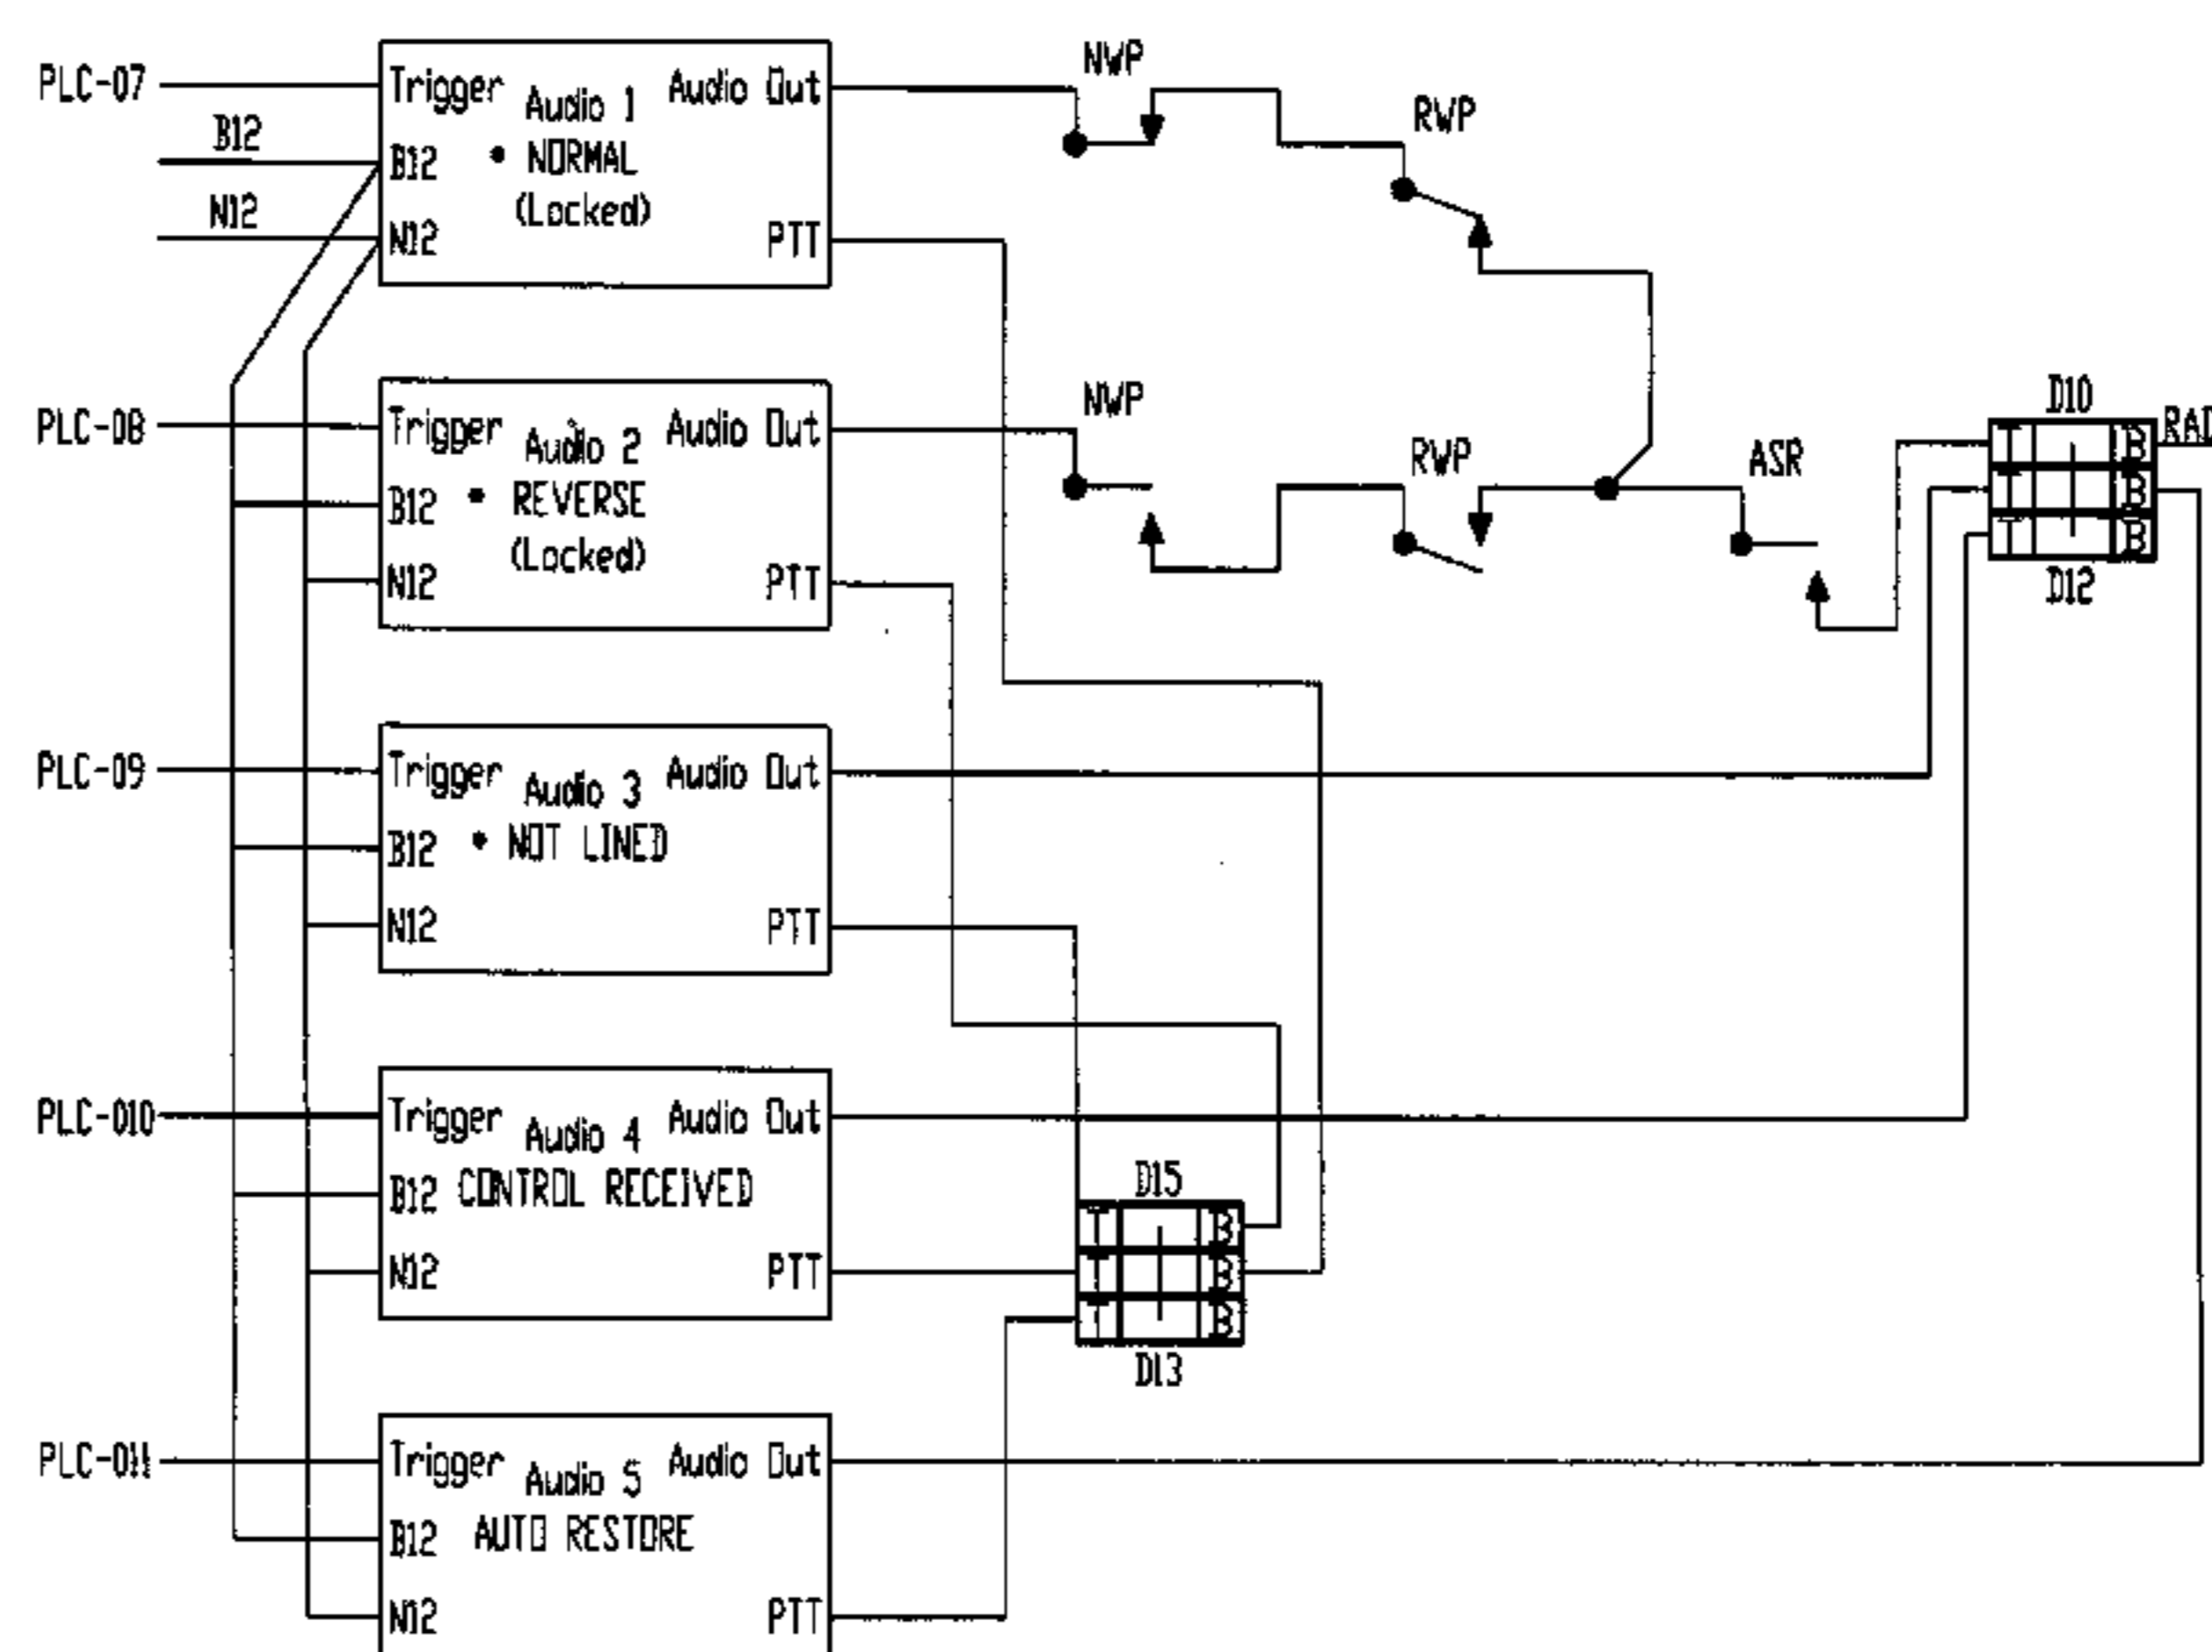 PLC-07
B12
N12
Trigger
Audio 1
Audio Out
B12
• NORMAL
(Locked)
N12
PTT
NWP
RWP
PLC-08
Trigger
Audio 2
Audio Out
B12
• REVERSE
(Locked)
N12
PTT
NWP
RWP
ASR
D10
T B
T B
T B
D12
RAD
PLC-09
Trigger
Audio 3
Audio Out
B12
• NOT LINED
N12
PTT
PLC-010
Trigger
Audio 4
Audio Out
B12
CONTROL RECEIVED
N12
PTT
D15
T B
T B
T B
D13
PLC-011
Trigger
Audio 5
Audio Out
B12
AUTO RESTORE
N12
PTT